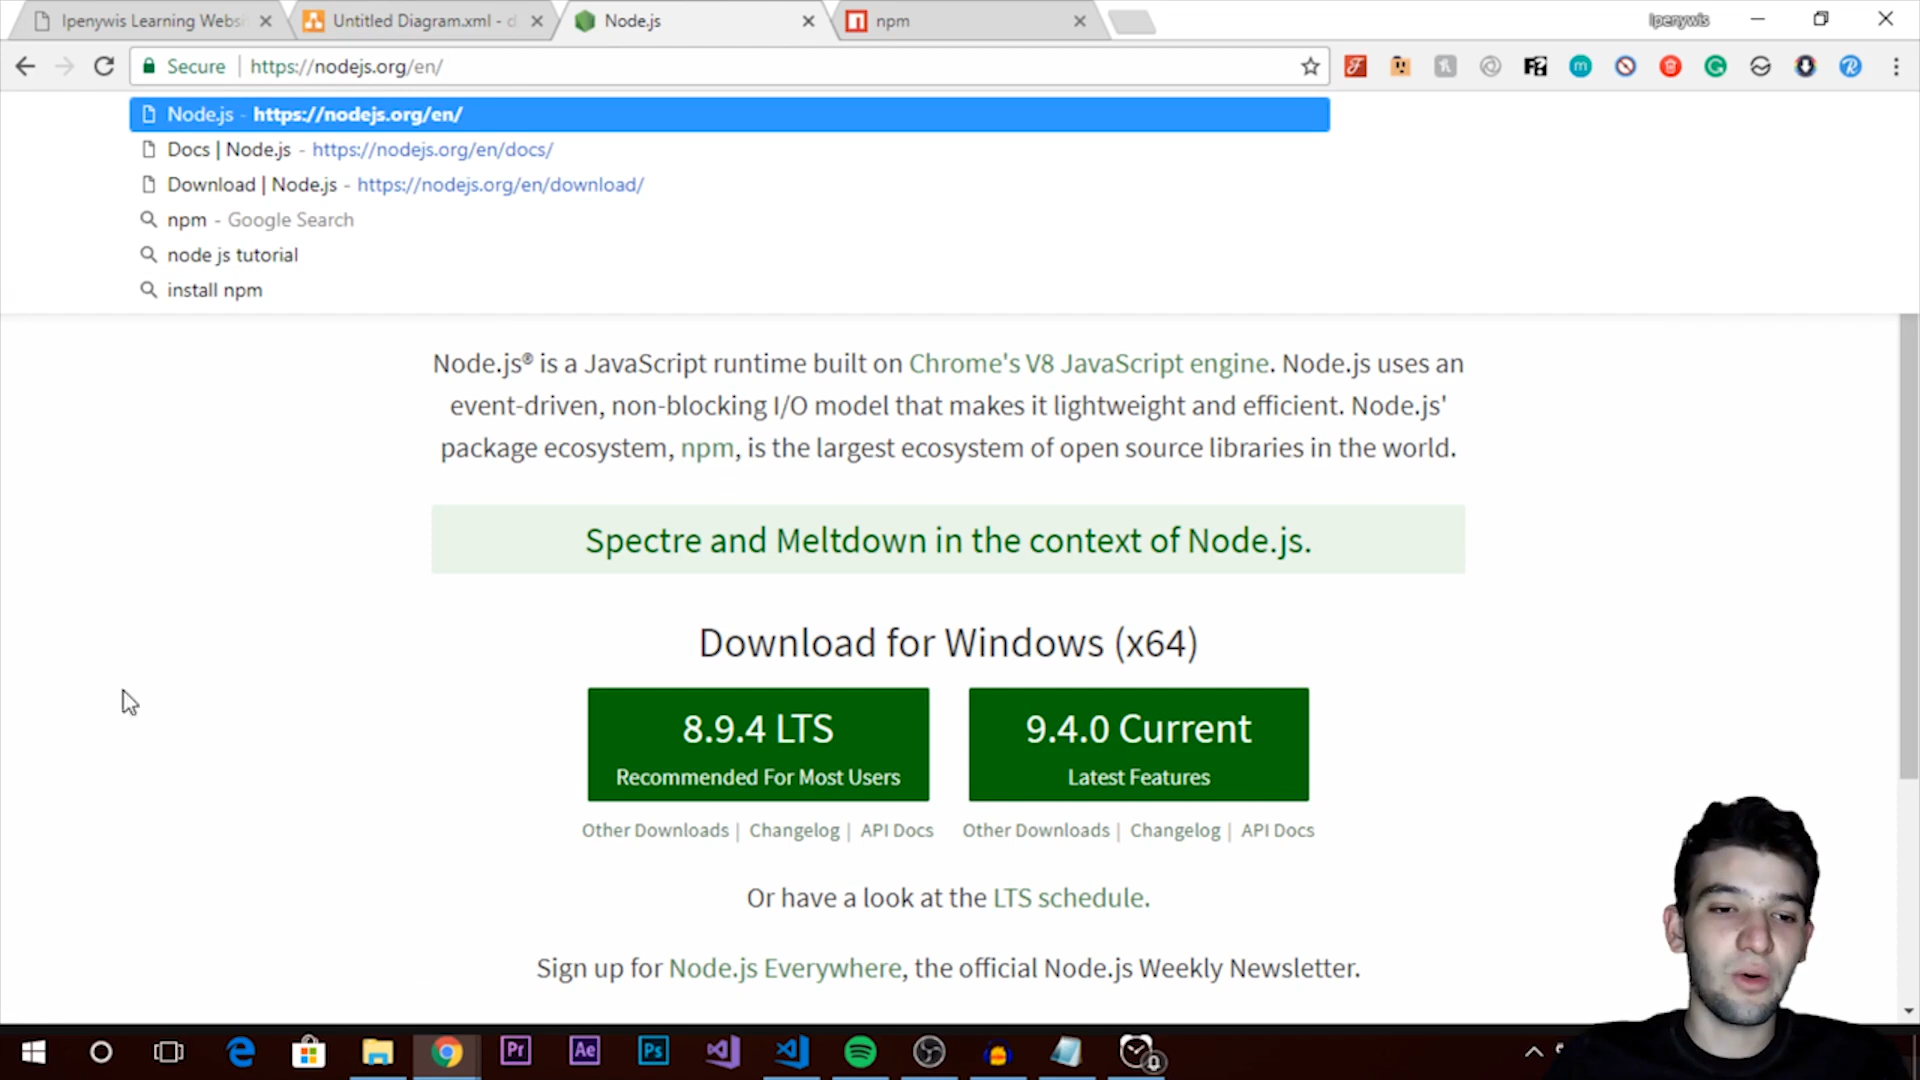 Ipenywis Learning Websi
Untitled Diagram.xml - d
Node.js
npm
Ipenywis
Secure
https://nodejs.org/en/
Node.js - https://nodejs.org/en/
Docs | Node.js - https://nodejs.org/en/docs/
Download | Node.js - https://nodejs.org/en/download/
npm - Google Search
node js tutorial
install npm
Node.js® is a JavaScript runtime built on Chrome's V8 JavaScript engine. Node.js uses an
event-driven, non-blocking I/O model that makes it lightweight and efficient. Node.js'
package ecosystem, npm, is the largest ecosystem of open source libraries in the world.
Spectre and Meltdown in the context of Node.js.
Download for Windows (x64)
8.9.4 LTS
Recommended For Most Users
9.4.0 Current
Latest Features
Other Downloads | Changelog | API Docs
Other Downloads | Changelog | API Docs
Or have a look at the LTS schedule.
Sign up for Node.js Everywhere, the official Node.js Weekly Newsletter.
Pr
Ae
Ps